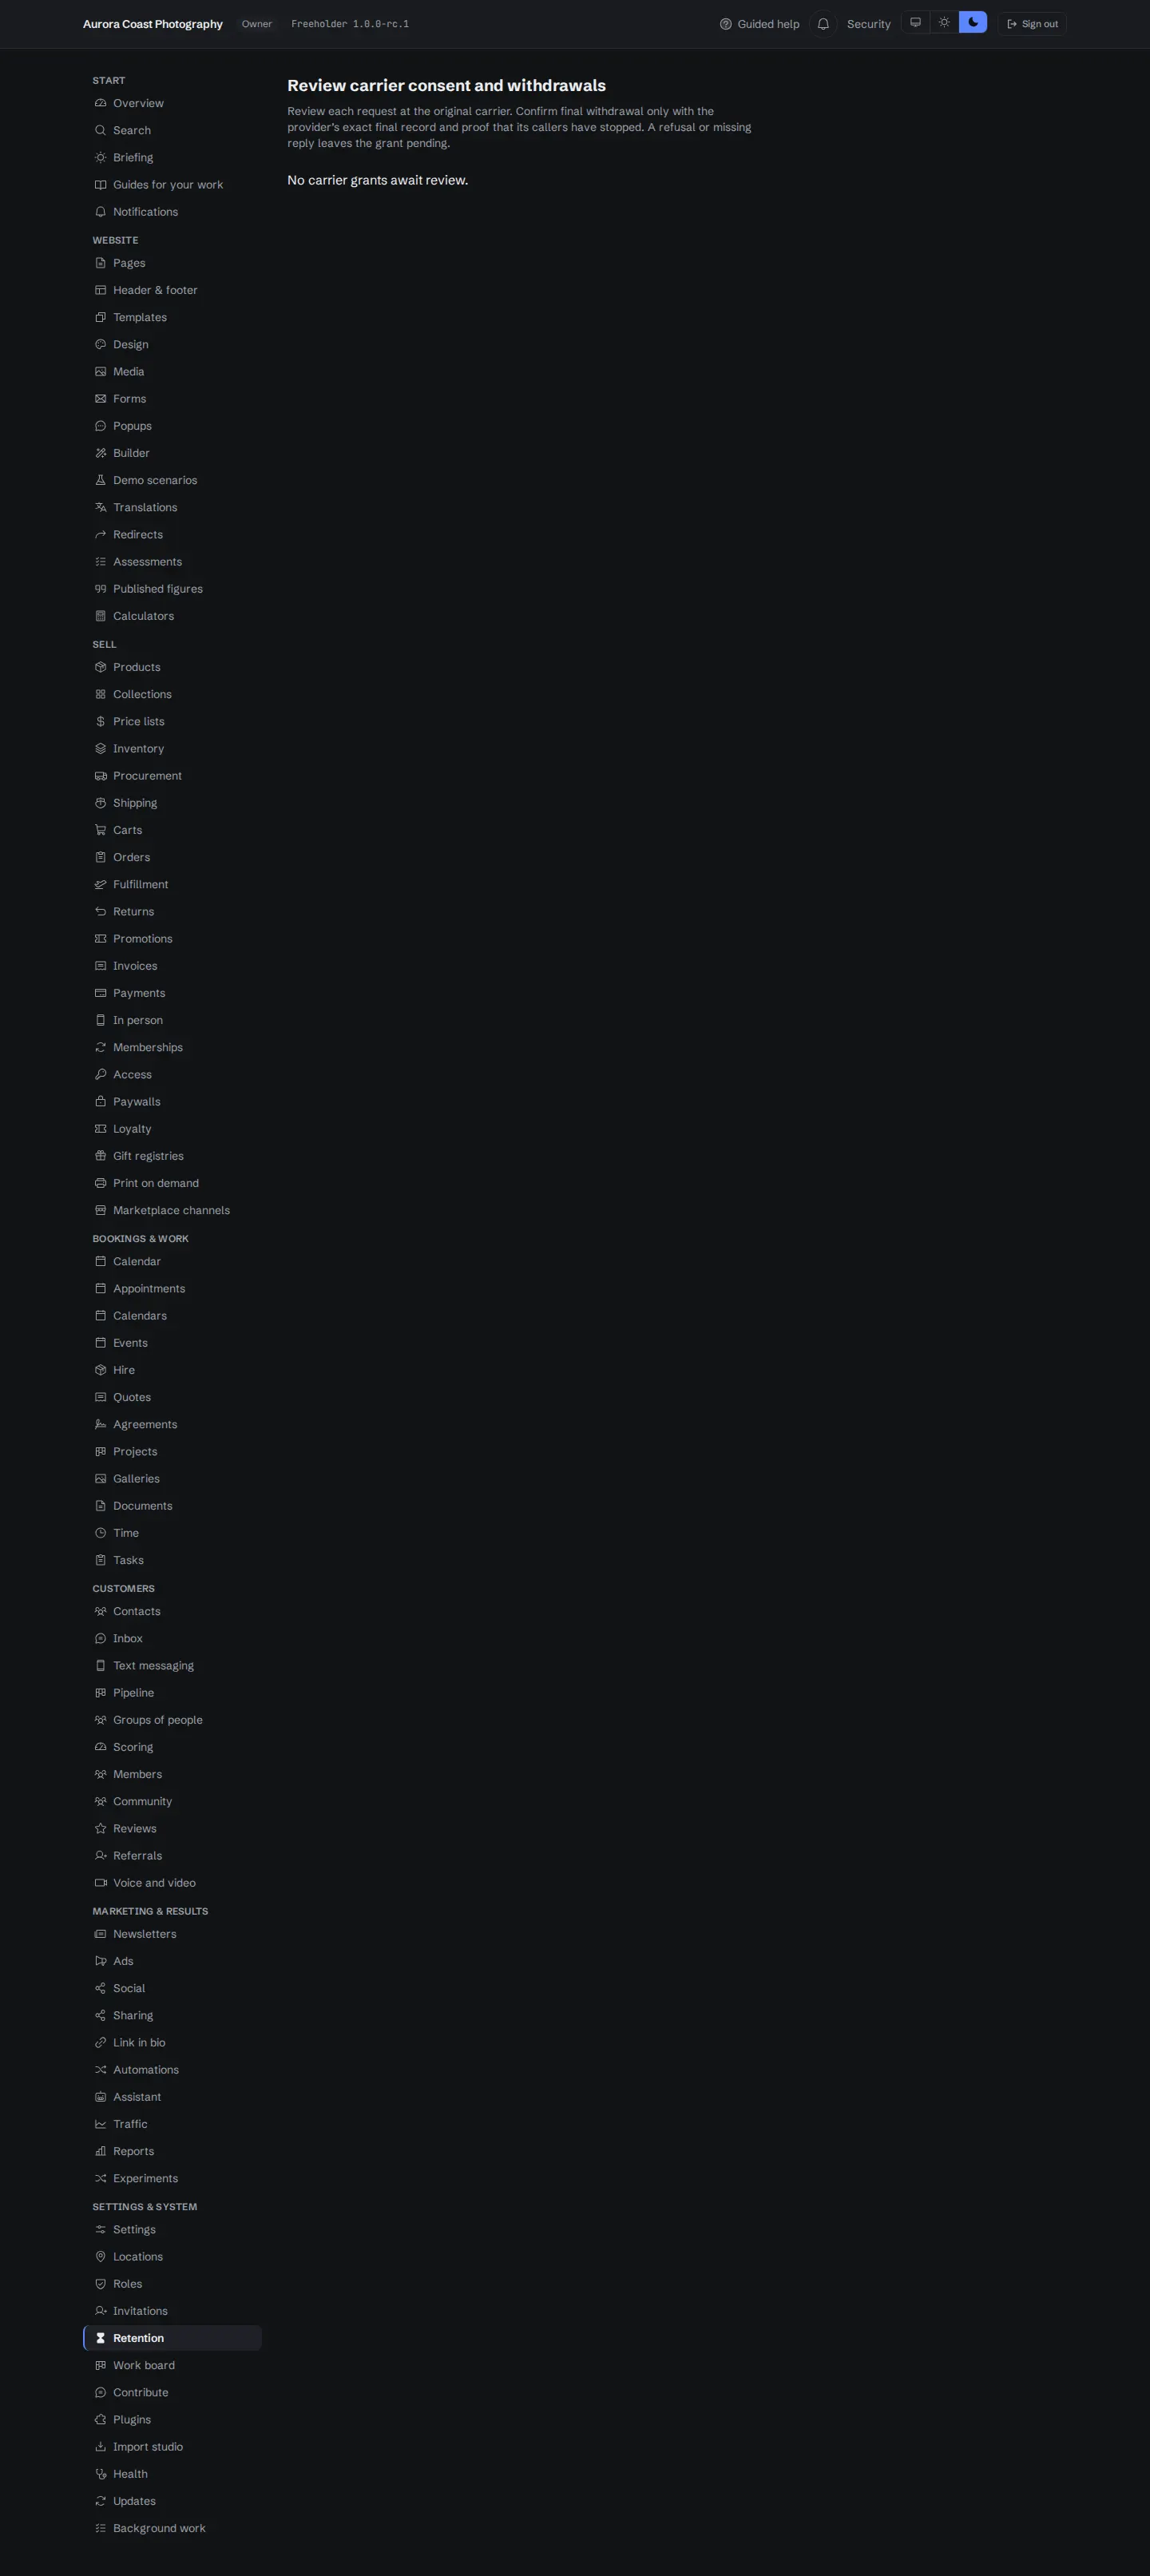 Aurora Coast Photography
Owner
Freeholder 1.0.0-rc.1
Guided help
Security
Sign out
START
Overview
Search
Briefing
Guides for your work
Notifications
WEBSITE
Pages
Header & footer
Templates
Design
Media
Forms
Popups
Builder
Demo scenarios
Translations
Redirects
Assessments
Published figures
Calculators
SELL
Products
Collections
Price lists
Inventory
Procurement
Shipping
Carts
Orders
Fulfillment
Returns
Promotions
Invoices
Payments
In person
Memberships
Access
Paywalls
Loyalty
Gift registries
Print on demand
Marketplace channels
BOOKINGS & WORK
Calendar
Appointments
Calendars
Events
Hire
Quotes
Agreements
Projects
Galleries
Documents
Time
Tasks
CUSTOMERS
Contacts
Inbox
Text messaging
Pipeline
Groups of people
Scoring
Members
Community
Reviews
Referrals
Voice and video
MARKETING & RESULTS
Newsletters
Ads
Social
Sharing
Link in bio
Automations
Assistant
Traffic
Reports
Experiments
SETTINGS & SYSTEM
Settings
Locations
Roles
Invitations
Retention
Work board
Contribute
Plugins
Import studio
Health
Updates
Background work
Review carrier consent and withdrawals
Review each request at the original carrier. Confirm final withdrawal only with the
provider's exact final record and proof that its callers have stopped. A refusal or missing
reply leaves the grant pending.
No carrier grants await review.